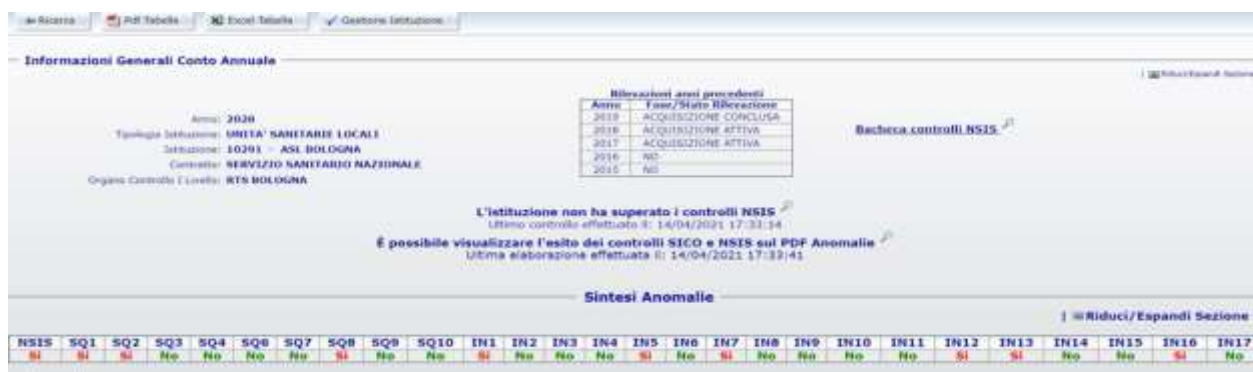 Ricerca Pdf Tabella Excel Tabella Gestione Istituzione
Informazioni Generali Conto Annuale
| Riduci/Espandi Sezione
Rilevazioni anni precedenti
Anno Fase/Stato Rilevazione
2019 ACQUISIZIONE CONCLUSA
2018 ACQUISIZIONE ATTIVA
2017 ACQUISIZIONE ATTIVA
2016 NO
2015 NO
Anno: 2020
Tipologia Istituzione: UNITA' SANITARIE LOCALI
Istituzione: 10291 - ASL BOLOGNA
Contratto: SERVIZIO SANITARIO NAZIONALE
Organo Controllo I Livello: RTS BOLOGNA
Bacheca controlli NSIS
L'istituzione non ha superato i controlli NSIS
Ultimo controllo effettuato il: 14/04/2021 17:33:14
È possibile visualizzare l'esito dei controlli SICO e NSIS sul PDF Anomalie
Ultima elaborazione effettuata il: 14/04/2021 17:33:41
Sintesi Anomalie
| Riduci/Espandi Sezione
NSIS SQ1 SQ2 SQ3 SQ4 SQ6 SQ7 SQ8 SQ9 SQ10 IN1 IN2 IN3 IN4 IN5 IN6 IN7 IN8 IN9 IN10 IN11 IN12 IN13 IN14 IN15 IN16 IN17
Si Si Si No No No No Si No No Si No No No Si No Si No No No No Si Si No No Si No